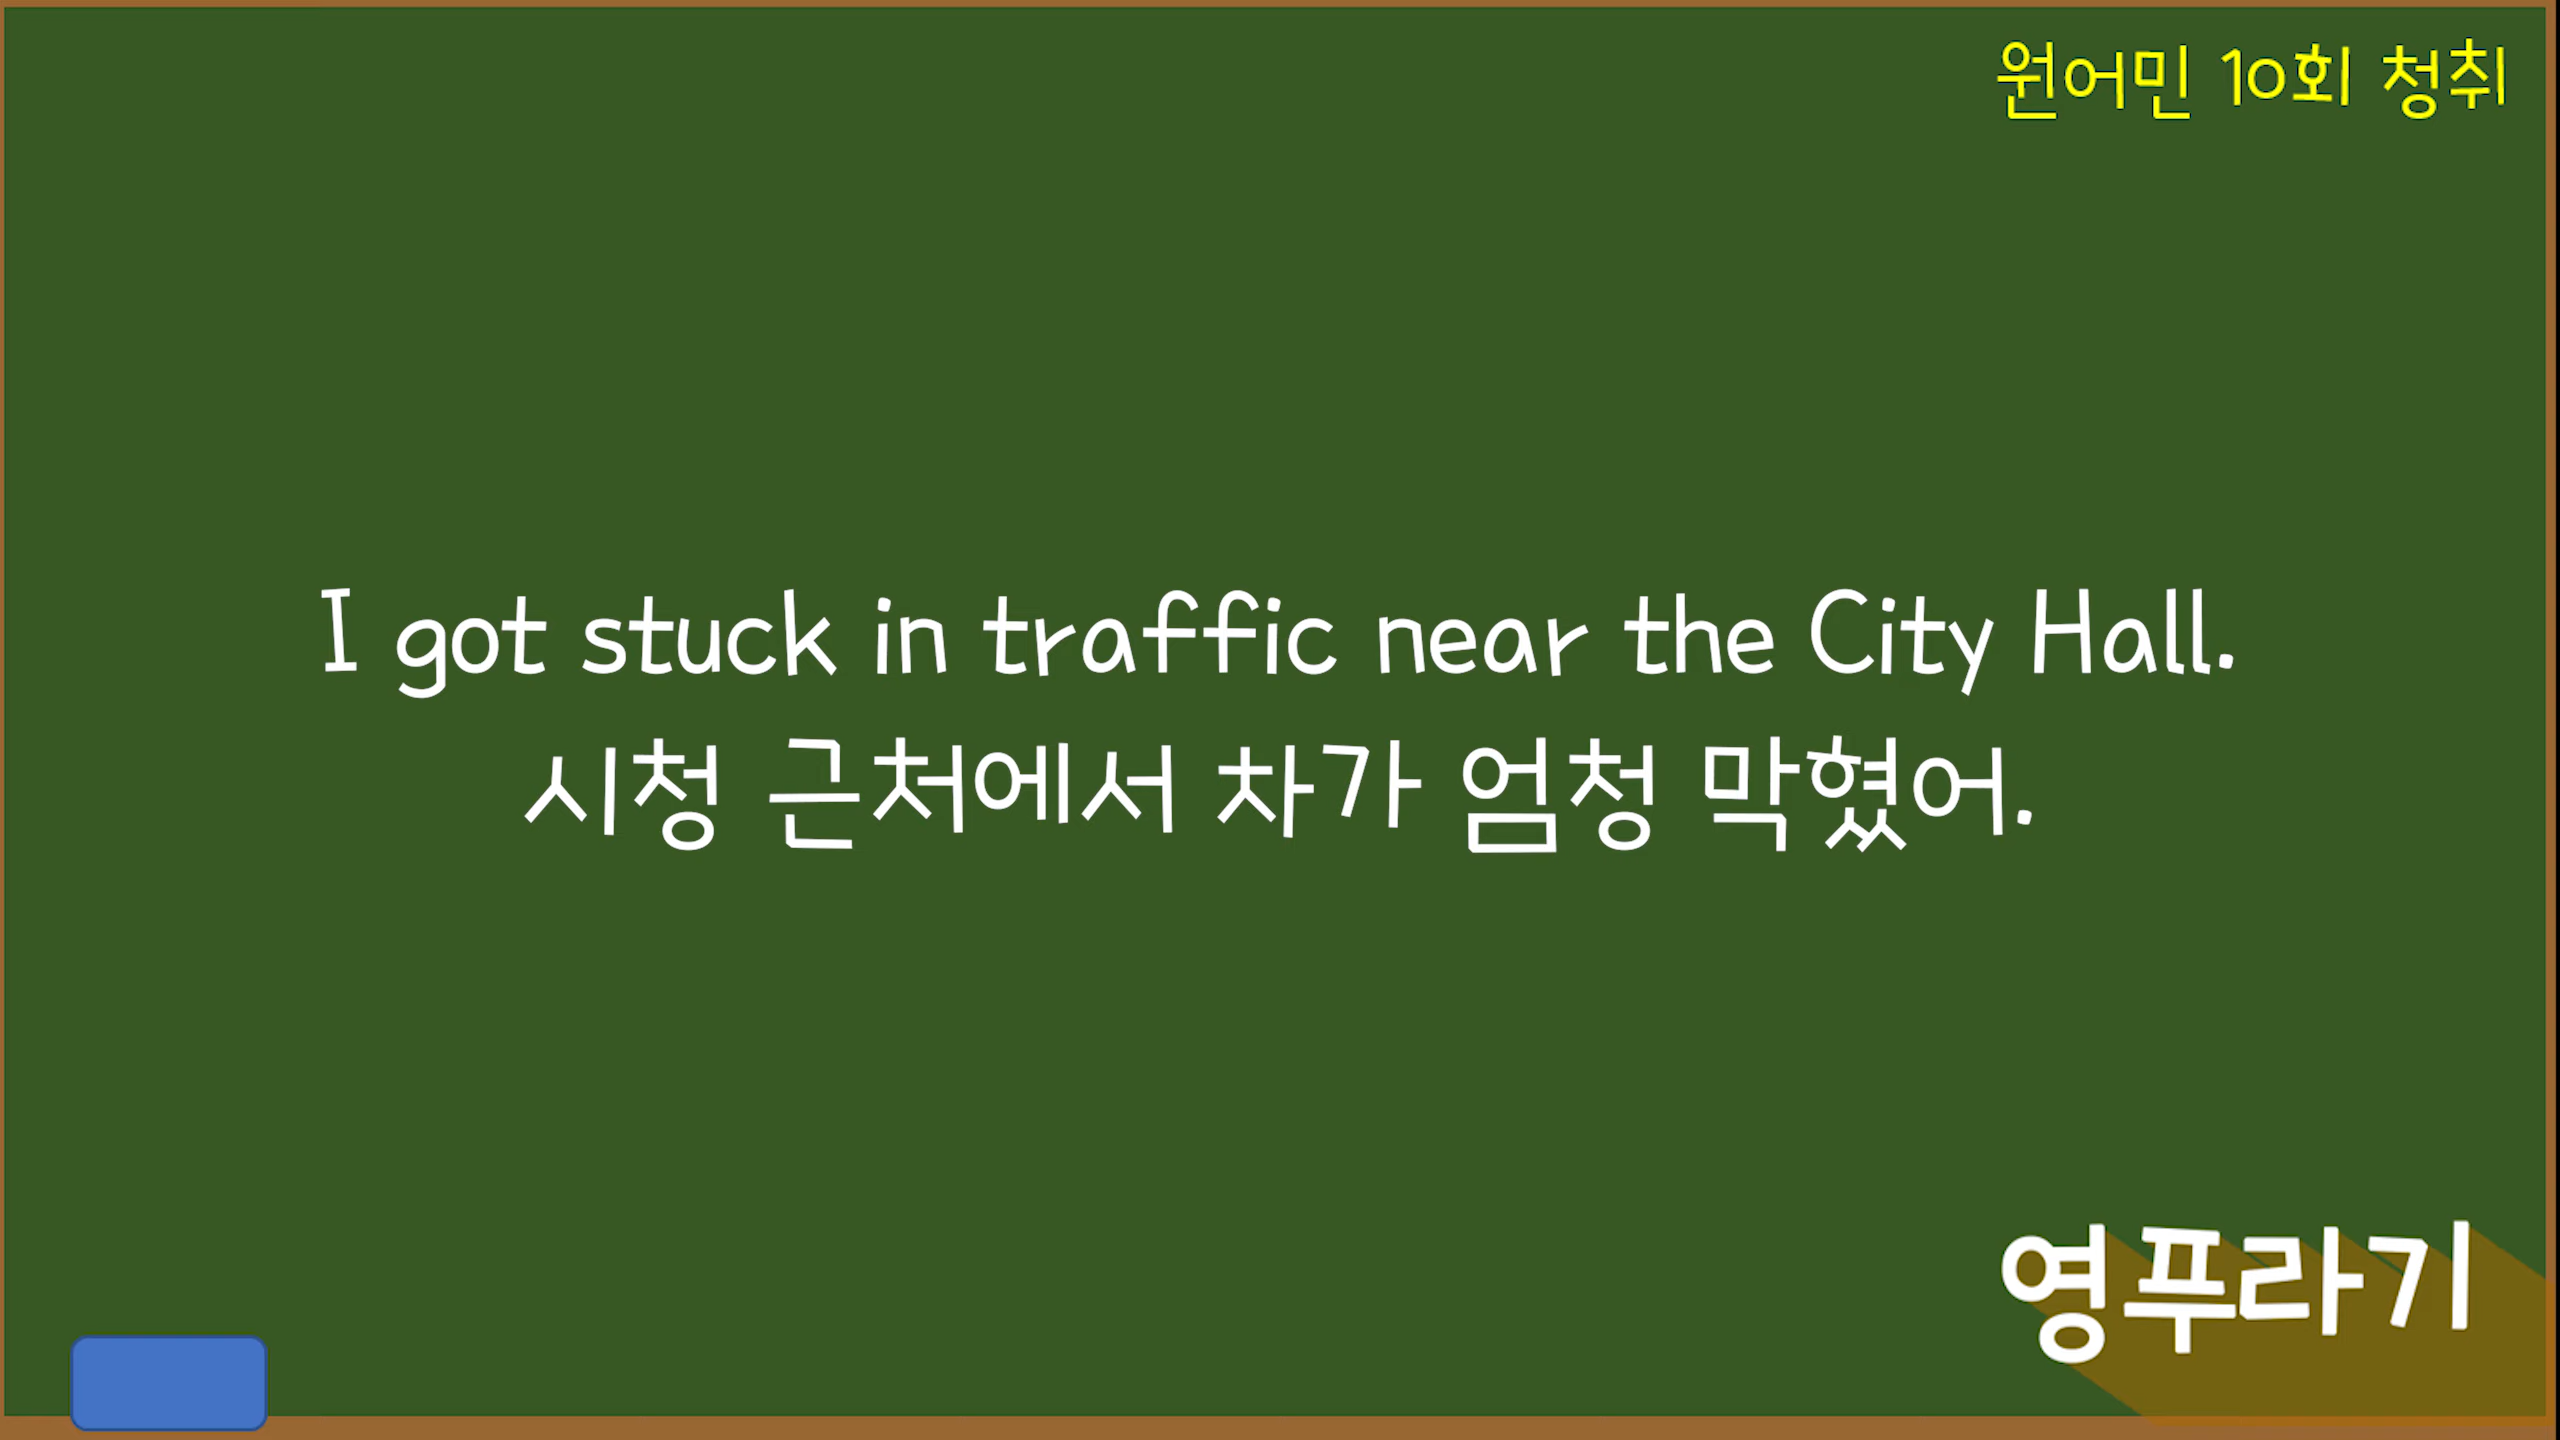 원어민 10회 청취
I got stuck in traffic near the City Hall.
시청 근처에서 차가 엄청 막혔어.
영푸라기